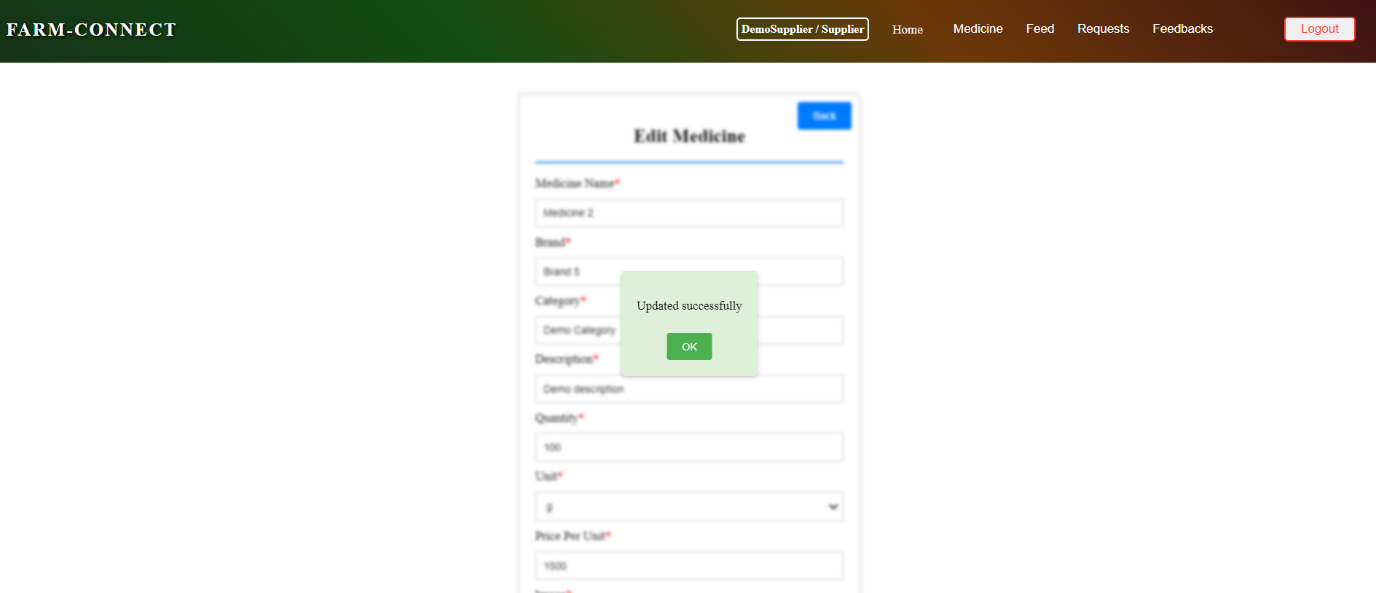 FARM-CONNECT
DemoSupplier / Supplier
Home
Medicine
Feed
Requests
Feedbacks
Logout
Back
Edit Medicine
Medicine Name*
Medicine 2
Brand*
Brand 5
Category*
Demo Category
Updated successfully
OK
Description*
Demo description
Quantity*
100
Unit*
g
Price Per Unit*
1500